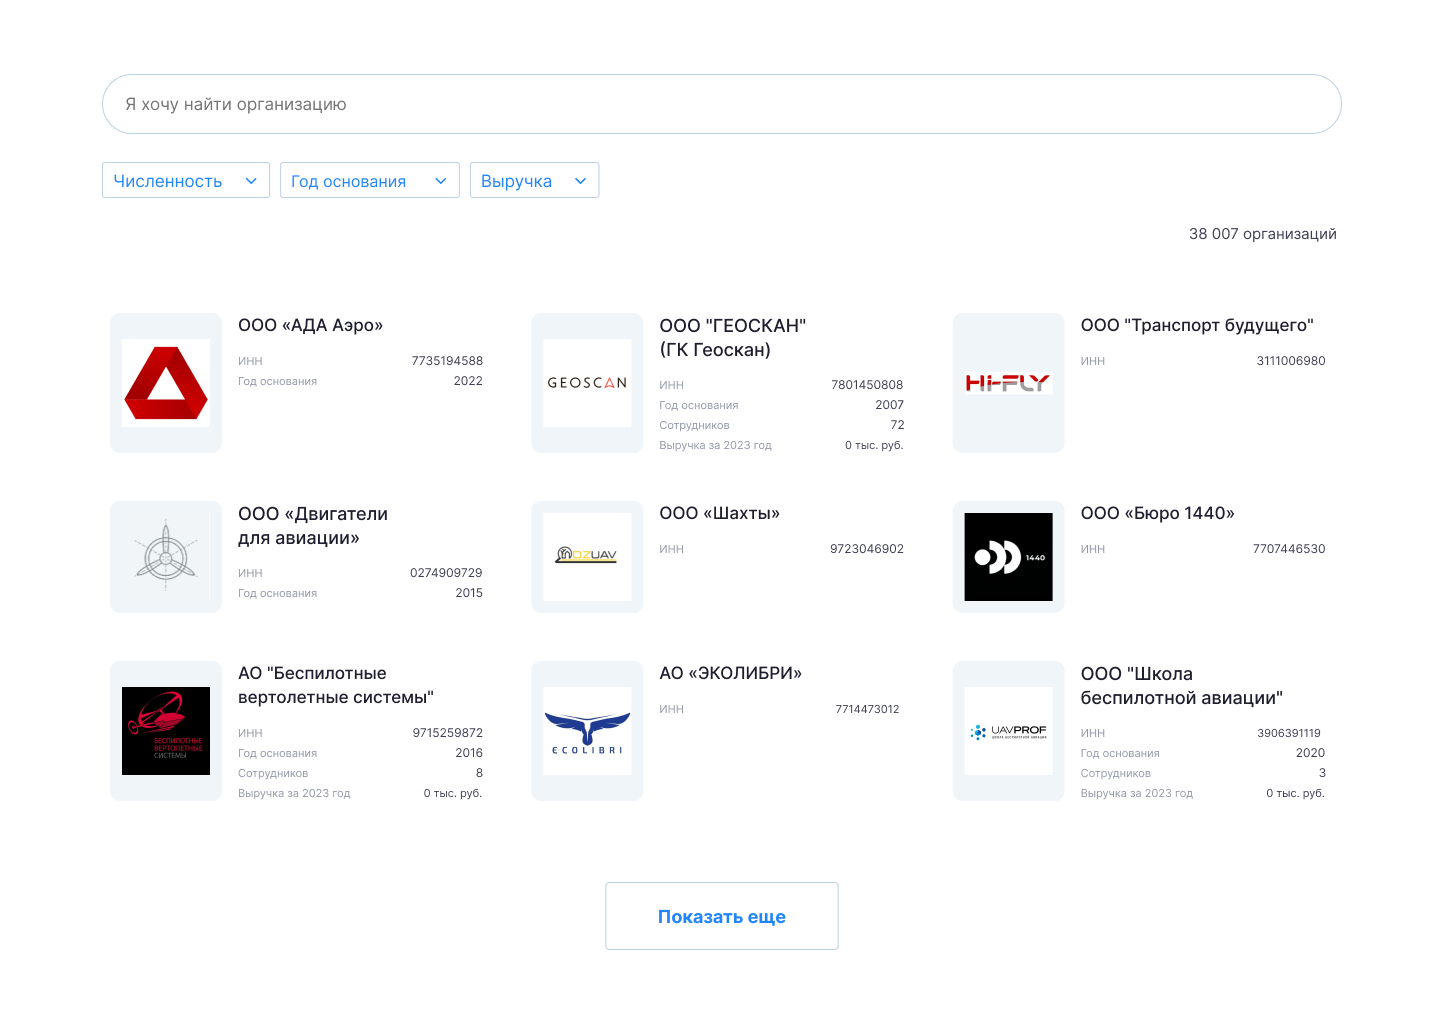 Я хочу найти организацию
Численность
Год основания
Выручка
38 007 организаций
ООО «АДА Аэро»
ИНН 7735194588
Год основания 2022
GEOSCAN
ООО "ГЕОСКАН"
(ГК Геоскан)
ИНН 7801450808
Год основания 2007
Сотрудников 72
Выручка за 2023 год 0 тыс. руб.
Hi-FLY
ООО "Транспорт будущего"
ИНН 3111006980
ООО «Двигатели
для авиации»
ИНН 0274909729
Год основания 2015
ООО «Шахты»
ИНН 9723046902
1440
ООО «Бюро 1440»
ИНН 7707446530
БЕСПИЛОТНЫЕ
ВЕРТОЛЕТНЫЕ
СИСТЕМЫ
АО "Беспилотные
вертолетные системы"
ИНН 9715259872
Год основания 2016
Сотрудников 8
Выручка за 2023 год 0 тыс. руб.
ECOLIBRI
АО «ЭКОЛИБРИ»
ИНН 7714473012
UAVPROF
ШКОЛА БЕСПИЛОТНОЙ АВИАЦИИ
ООО "Школа
беспилотной авиации"
ИНН 3906391119
Год основания 2020
Сотрудников 3
Выручка за 2023 год 0 тыс. руб.
Показать еще